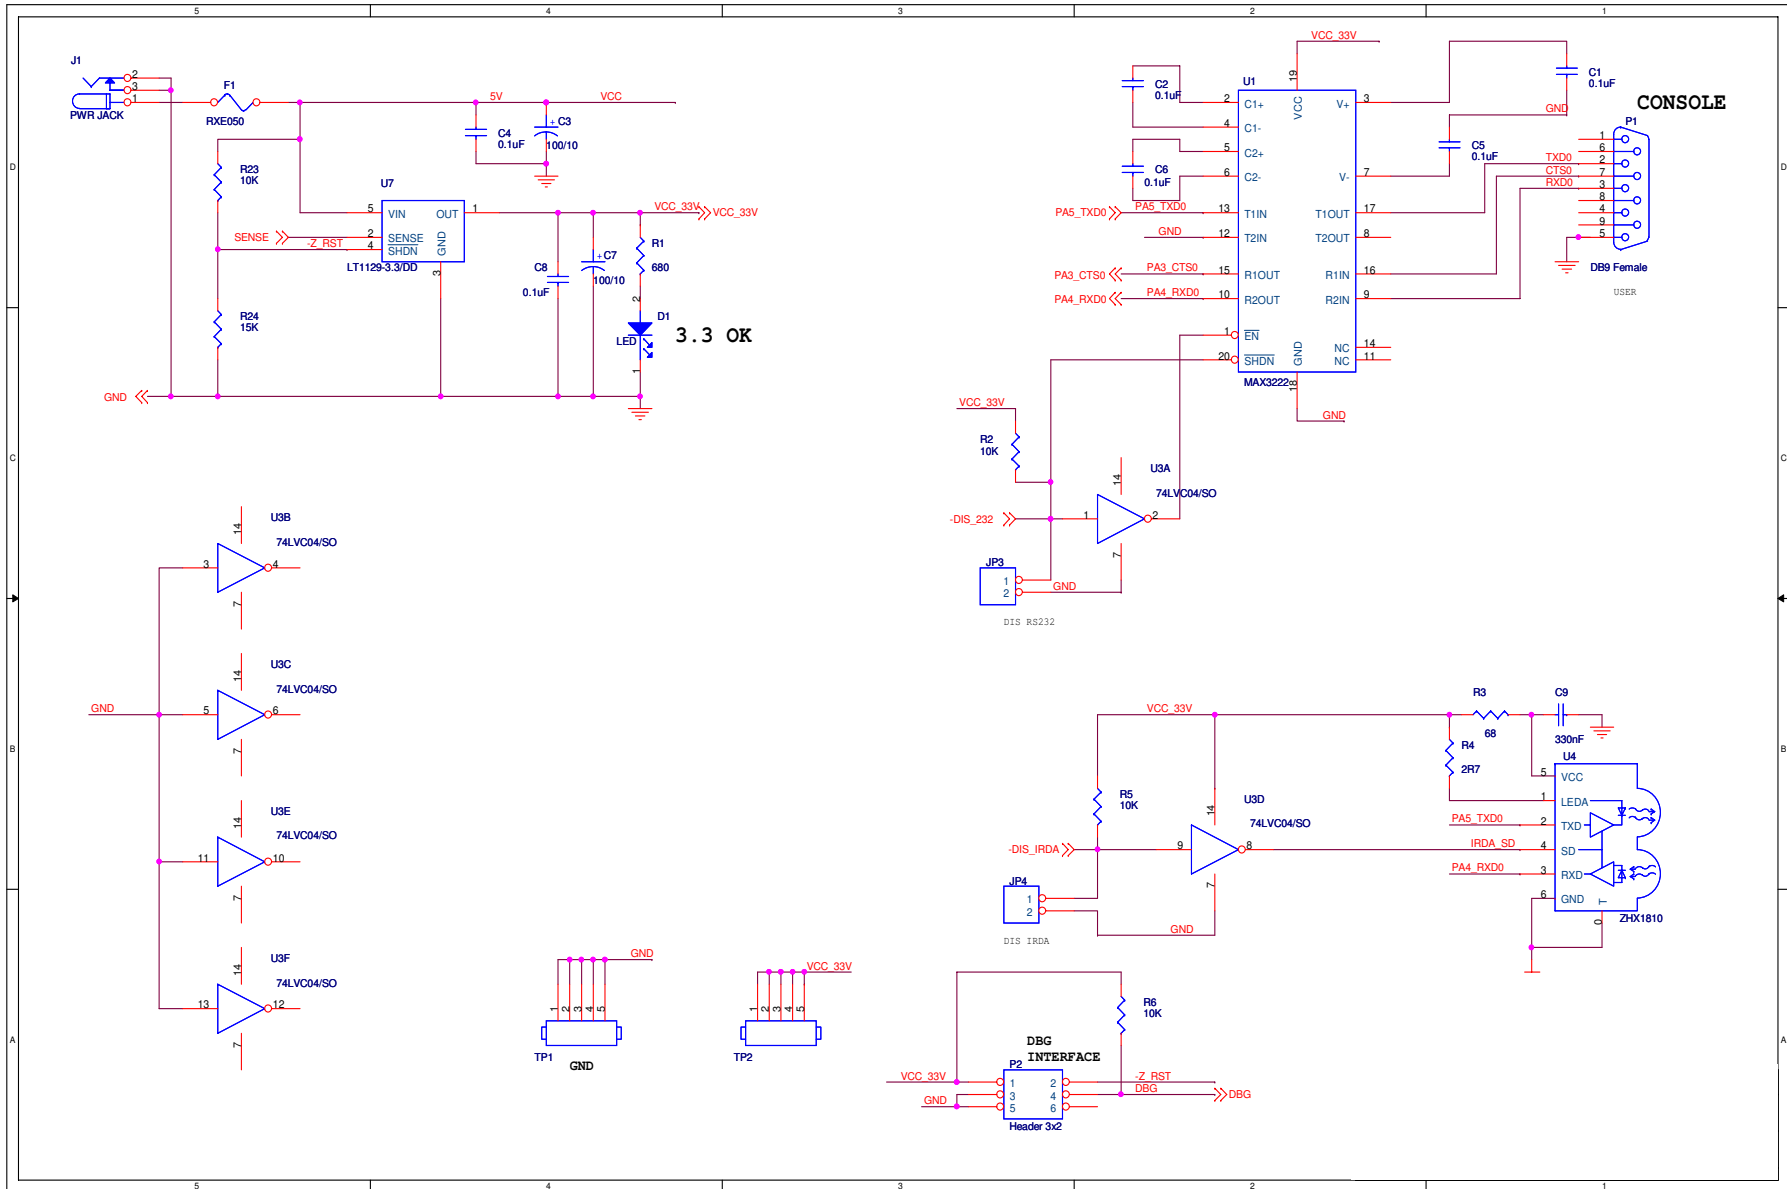 5 4 3 2 1
D
C
B
A
D
C
B
A
J1
2
3
1
PWR JACK
F1
RXE050
5V
VCC
C4
0.1uF
+ C3
100/10
R23
10K
U7
5 VIN
OUT 1
2 SENSE
4 SHDN
GND
3
LT1129-3.3/DD
SENSE
-Z_RST
VCC_33V
VCC_33V
R1
680
+ C7
100/10
C8
0.1uF
2
D1
LED
1
3.3 OK
R24
15K
GND
VCC_33V
C2
0.1uF
U1
19
VCC
2 C1+
4 C1-
5 C2+
6 C2-
13 T1IN
12 T2IN
15 R1OUT
10 R2OUT
1 EN
20 SHDN
V+ 3
V- 7
T1OUT 17
T2OUT 8
R1IN 16
R2IN 9
NC 14
NC 11
GND
18
MAX3222
GND
C6
0.1uF
C1
0.1uF
GND
C5
0.1uF
CONSOLE
P1
1
6
2
7
3
8
4
9
5
TXD0
CTS0
RXD0
DB9 Female
USER
PA5_TXD0
PA5_TXD0
GND
PA3_CTS0
PA3_CTS0
PA4_RXD0
PA4_RXD0
VCC_33V
R2
10K
U3A
74LVC04/SO
14
1
2
7
-DIS_232
JP3
1
2
GND
DIS RS232
U3B
74LVC04/SO
14
3
4
7
U3C
74LVC04/SO
14
5
6
7
GND
U3E
74LVC04/SO
14
11
10
7
U3F
74LVC04/SO
14
13
12
7
VCC_33V
R3
68
C9
330nF
R4
2R7
U4
5 VCC
1 LEDA
2 TXD
4 SD
3 RXD
6 GND
T
0
ZHX1810
PA5_TXD0
IRDA_SD
PA4_RXD0
R5
10K
U3D
74LVC04/SO
14
9
8
7
-DIS_IRDA
JP4
1
2
GND
DIS IRDA
GND
1 2 3 4 5
TP1
GND
VCC_33V
1 2 3 4 5
TP2
R6
10K
DBG
INTERFACE
P2
VCC_33V
GND
1 2
3 4
5 6
-Z_RST
DBG
DBG
Header 3x2
5 4 3 2 1